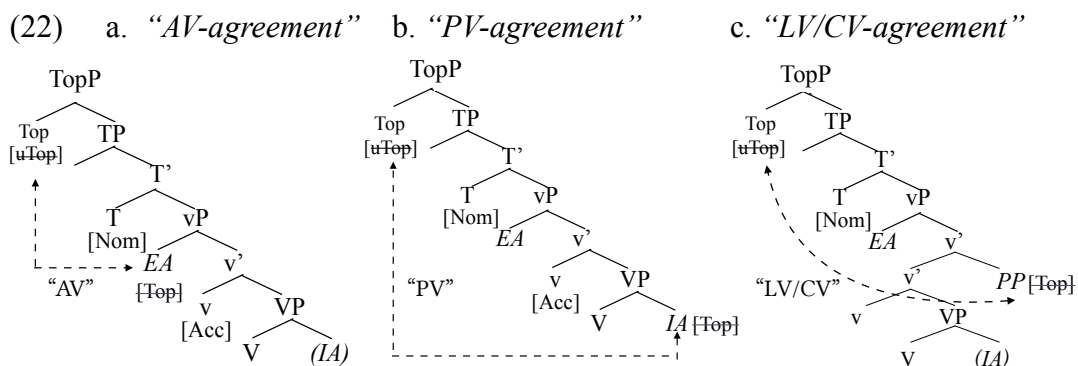 (22) a. “AV-agreement” b. “PV-agreement” c. “LV/CV-agreement”
TopP TopP TopP
Top TP Top TP Top TP
[uTop] [uTop] [uTop]
T’ T’ T’
T vP T vP T vP
[Nom] [Nom] [Nom]
EA v’ EA v’ EA v’
“AV” [Top] v VP “PV” v VP “LV/CV” v’ PP [Top]
[Acc] [Acc] v VP
V (IA) V IA [Top] V (IA)